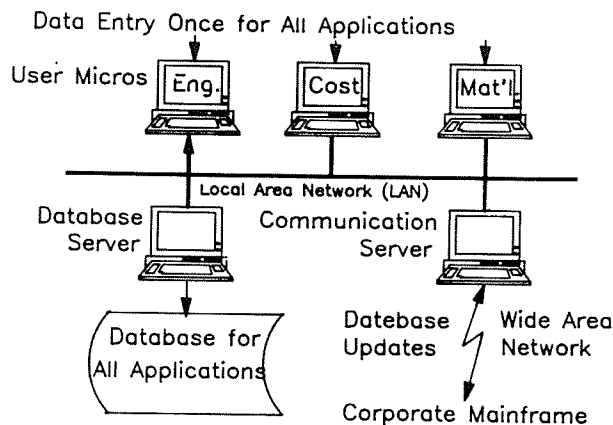 Data Entry Once for All Applications
User Micros
Eng.
Cost
Mat'l
Local Area Network (LAN)
Database
Server
Communication
Server
Database for
All Applications
Datebase
Updates
Wide Area
Network
Corporate Mainframe